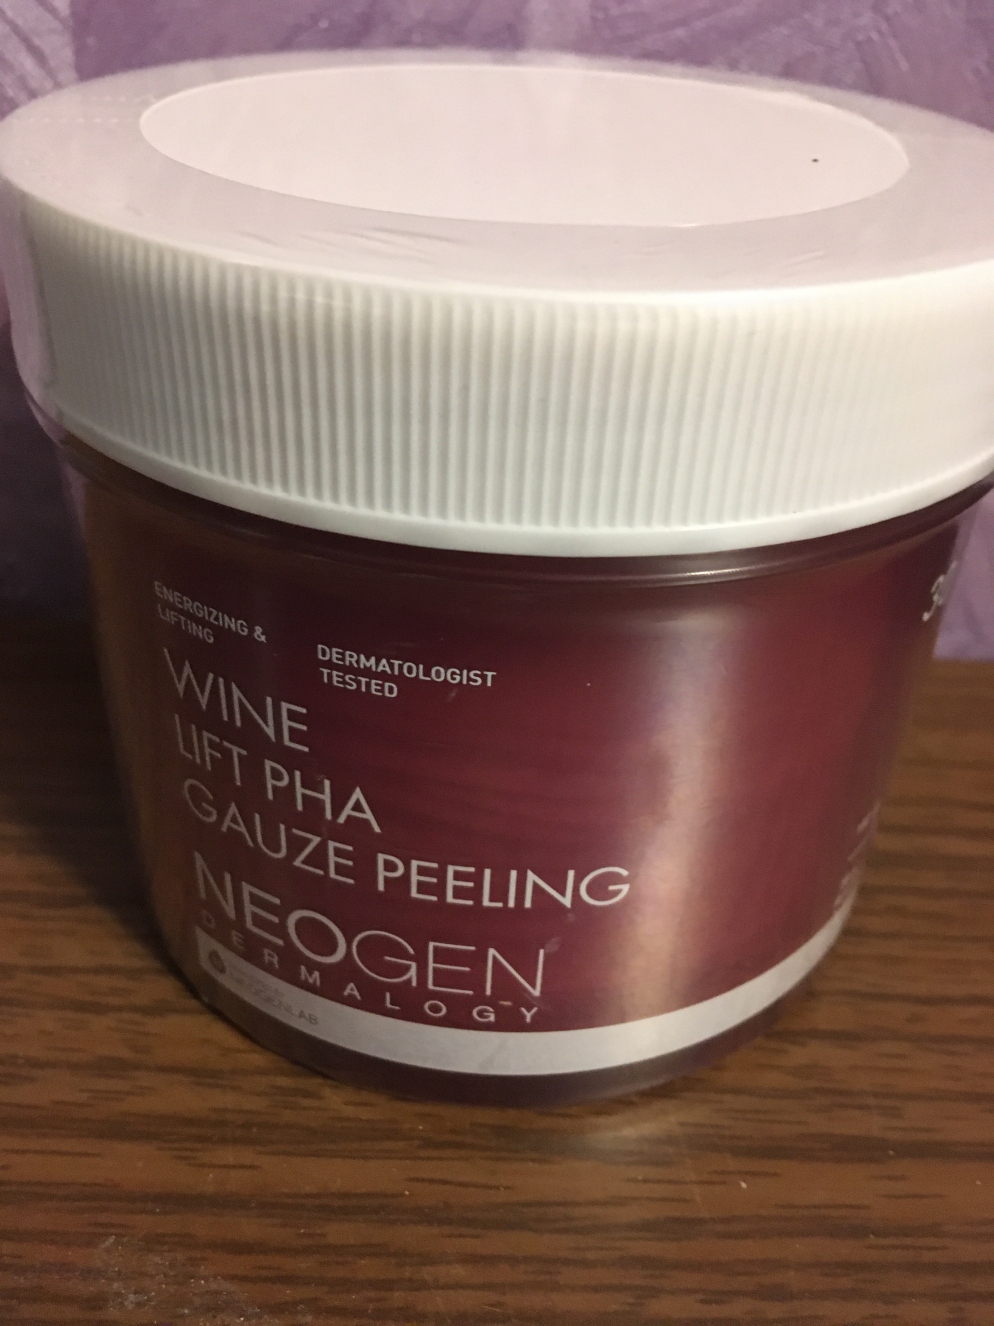 ENERGIZING &
LIFTING
DERMATOLOGIST
TESTED
WINE
LIFT PHA
GAUZE PEELING
NEOGEN
DERMALOGY